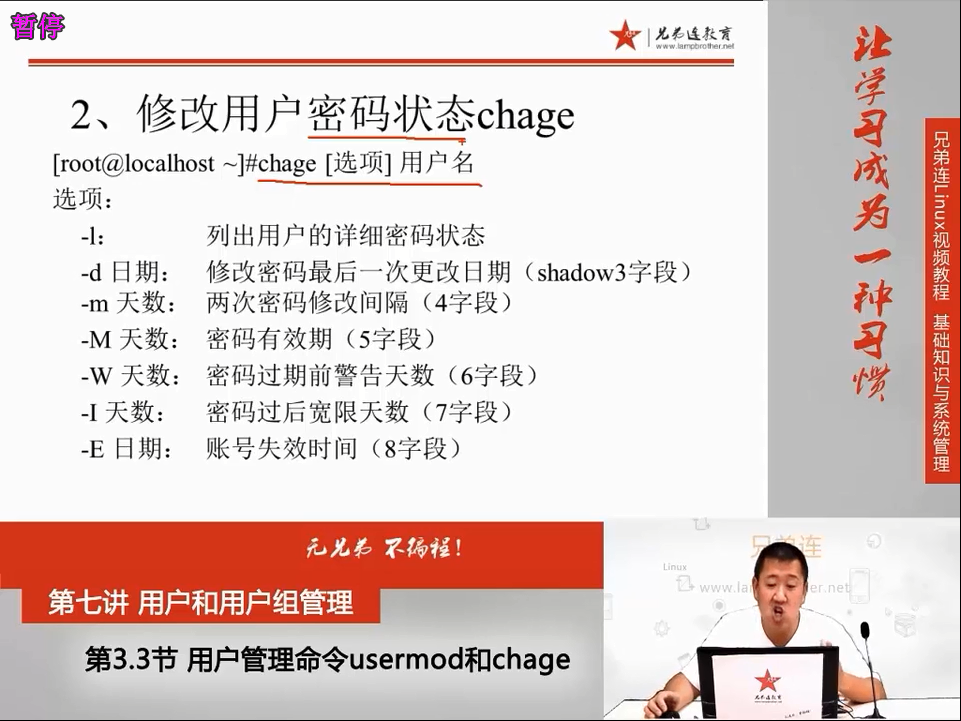 暂停
兄弟连教育
www.lampbrother.net
2、修改用户密码状态chage
[root@localhost ~]#chage [选项] 用户名
选项：
-l： 列出用户的详细密码状态
-d 日期： 修改密码最后一次更改日期（shadow3字段）
-m 天数： 两次密码修改间隔（4字段）
-M 天数： 密码有效期（5字段）
-W 天数： 密码过期前警告天数（6字段）
-I 天数： 密码过后宽限天数（7字段）
-E 日期： 账号失效时间（8字段）
让学习成为一种习惯
兄弟连Linux视频教程 基础知识与系统管理
无兄弟 不编程！
第七讲 用户和用户组管理
第3.3节 用户管理命令usermod和chage
兄弟连
Linux
兄弟连教育